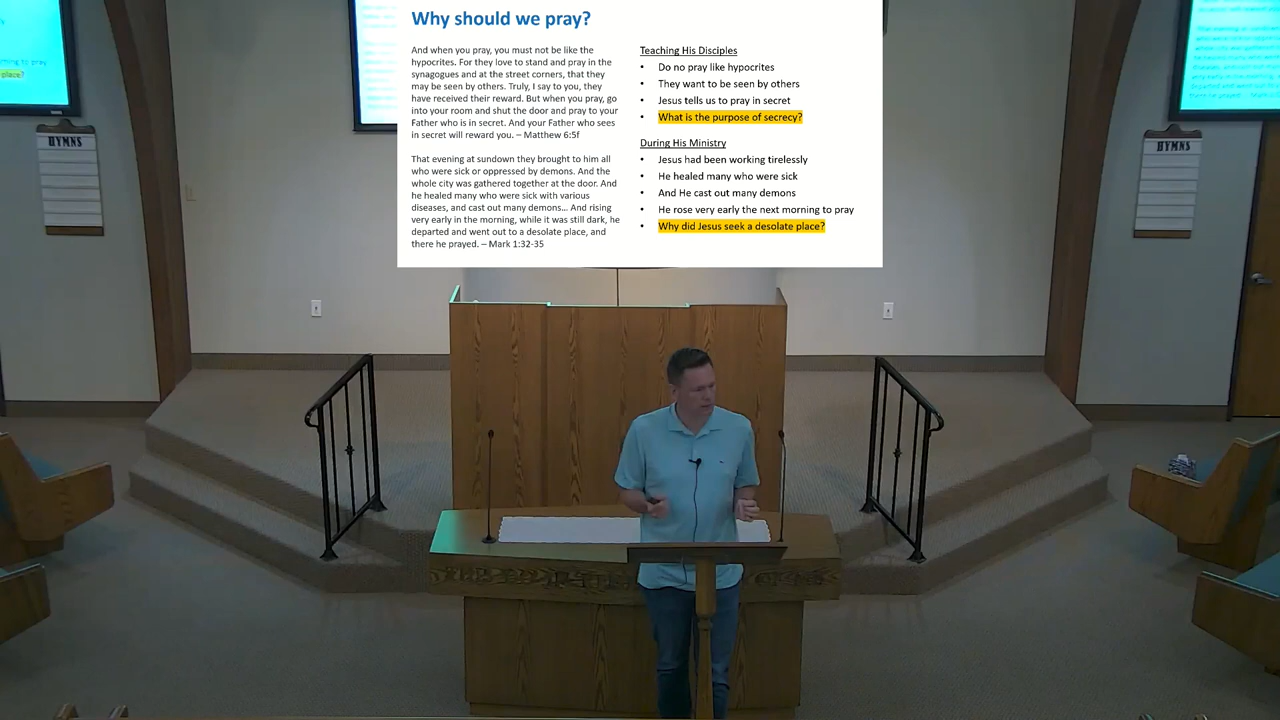 Why should we pray?
And when you pray, you must not be like the
hypocrites. For they love to stand and pray in the
synagogues and at the street corners, that they
may be seen by others. Truly, I say to you, they
have received their reward. But when you pray, go
into your room and shut the door and pray to your
Father who is in secret. And your Father who sees
in secret will reward you. – Matthew 6:5f
That evening at sundown they brought to him all
who were sick or oppressed by demons. And the
whole city was gathered together at the door. And
he healed many who were sick with various
diseases, and cast out many demons... And rising
very early in the morning, while it was still dark, he
departed and went out to a desolate place, and
there he prayed. – Mark 1:32-35
Teaching His Disciples
• Do no pray like hypocrites
• They want to be seen by others
• Jesus tells us to pray in secret
• What is the purpose of secrecy?
During His Ministry
• Jesus had been working tirelessly
• He healed many who were sick
• And He cast out many demons
• He rose very early the next morning to pray
• Why did Jesus seek a desolate place?
HYMNS
HYMNS